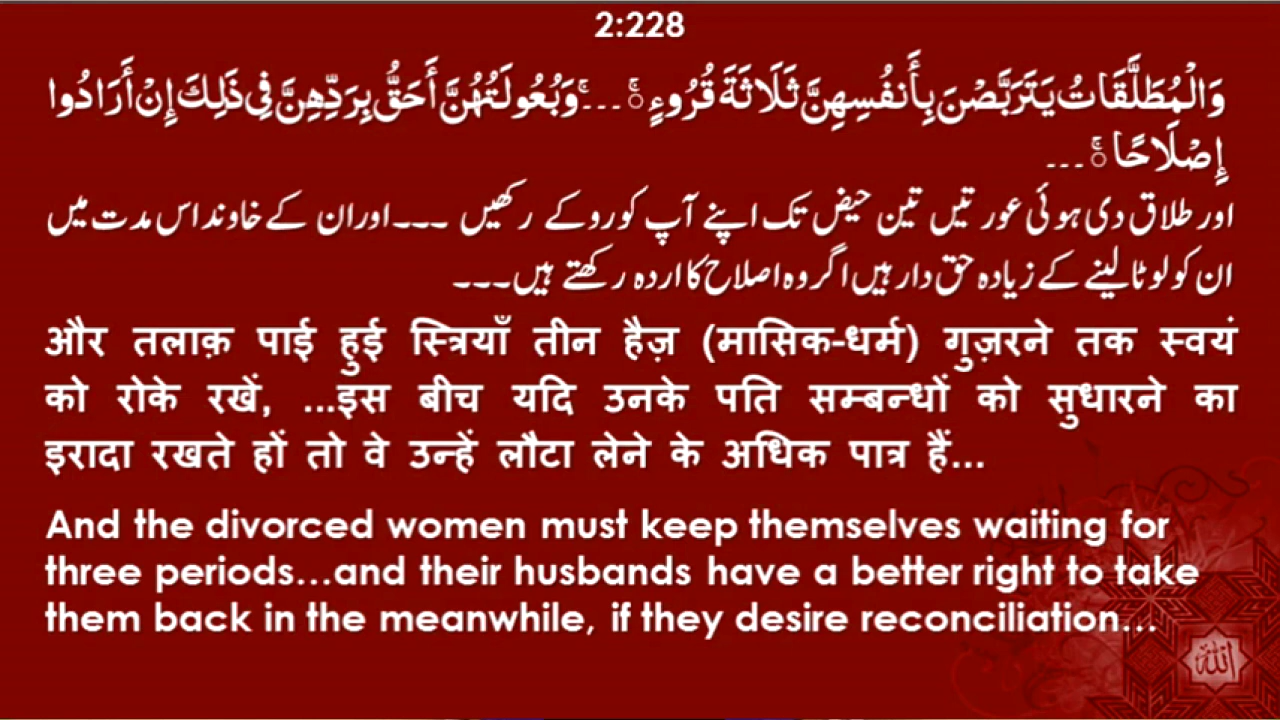 2:228
وَالْمُطَلَّقَاتُ يَتَرَبَّصْنَ بِأَنفُسِهِنَّ ثَلَاثَةَ قُرُوءٍ ۚ ---ۚ وَبُعُولَتُهُنَّ أَحَقُّ بِرَدِّهِنَّ فِي ذَٰلِكَ إِنْ أَرَادُوا
إِصْلَاحًا ۚ ---
اور طلاق دی ہوئی عورتیں تین حیض تک اپنے آپ کو روکے رکھیں ---اور ان کے خاوند اس مدت میں
ان کو لوٹا لینے کے زیادہ حق دار ہیں اگر وہ اصلاح کا اردہ رکھتے ہیں---
और तलाक़ पाई हुई स्त्रियाँ तीन हैज़ (मासिक-धर्म) गुज़रने तक स्वयं
को रोके रखें, ...इस बीच यदि उनके पति सम्बन्धों को सुधारने का
इरादा रखते हों तो वे उन्हें लौटा लेने के अधिक पात्र हैं...
And the divorced women must keep themselves waiting for
three periods...and their husbands have a better right to take
them back in the meanwhile, if they desire reconciliation...
الله